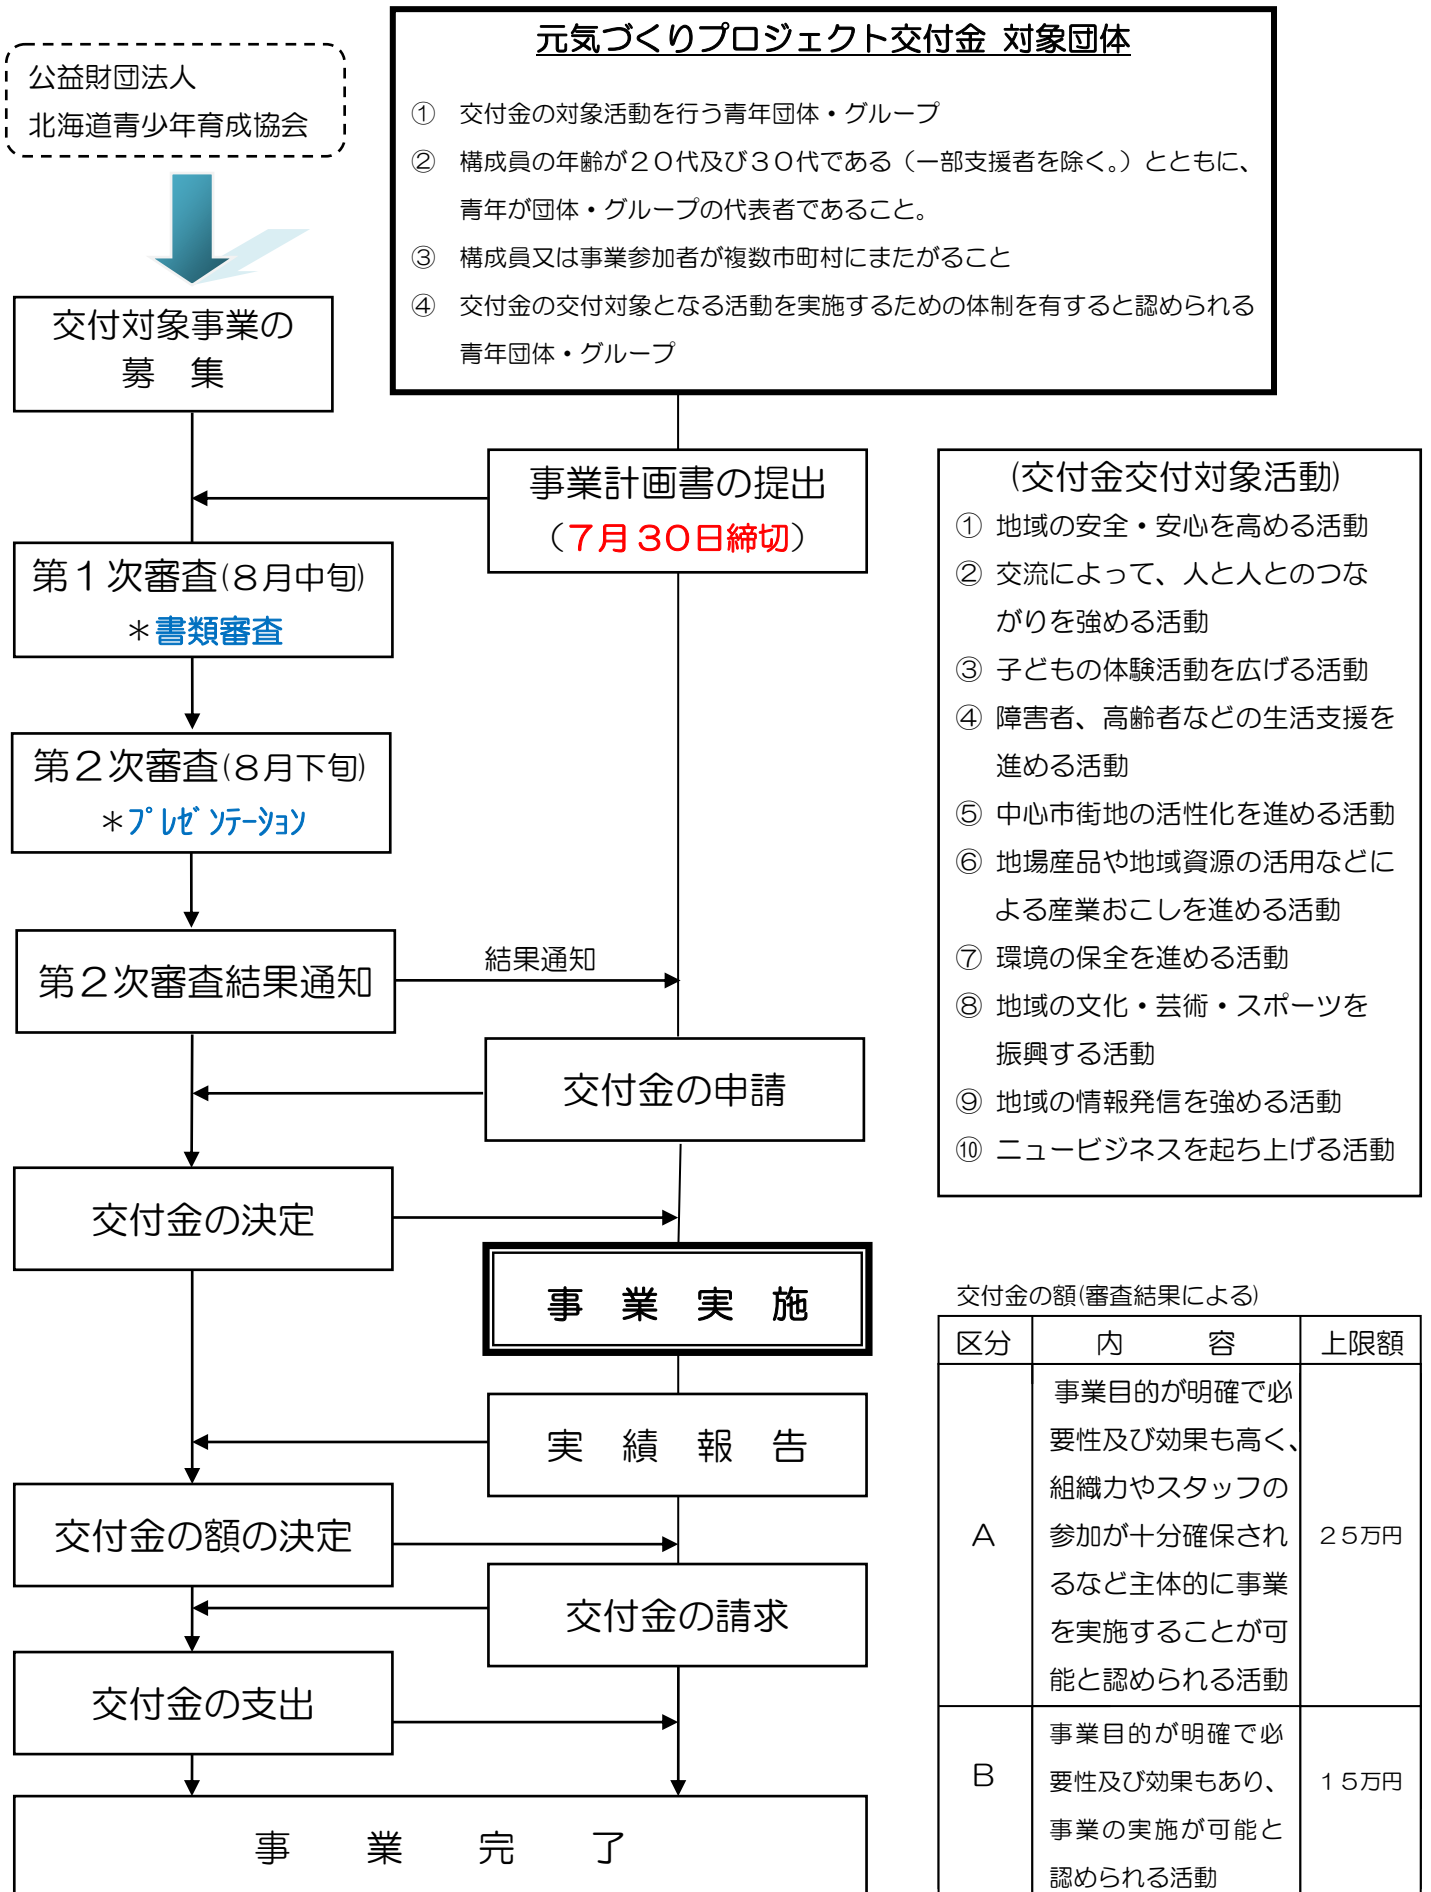 公益財団法人
北海道青少年育成協会
元気づくりプロジェクト交付金 対象団体
① 交付金の対象活動を行う青年団体・グループ
② 構成員の年齢が２０代及び３０代である（一部支援者を除く。）とともに、
青年が団体・グループの代表者であること。
③ 構成員又は事業参加者が複数市町村にまたがること
④ 交付金の交付対象となる活動を実施するための体制を有すると認められる
青年団体・グループ
交付対象事業の
募　集
事業計画書の提出
（７月３０日締切）
第１次審査(８月中旬)
＊書類審査
第２次審査(８月下旬)
＊ﾌﾟﾚｾﾞﾝﾃｰｼｮﾝ
第２次審査結果通知
結果通知
交付金の申請
交付金の決定
事　業　実　施
実　績　報　告
交付金の額の決定
交付金の請求
交付金の支出
事　　業　　完　　了
(交付金交付対象活動)
① 地域の安全・安心を高める活動
② 交流によって、人と人とのつな
がりを強める活動
③ 子どもの体験活動を広げる活動
④ 障害者、高齢者などの生活支援を
進める活動
⑤ 中心市街地の活性化を進める活動
⑥ 地場産品や地域資源の活用などに
よる産業おこしを進める活動
⑦ 環境の保全を進める活動
⑧ 地域の文化・芸術・スポーツを
振興する活動
⑨ 地域の情報発信を強める活動
⑩ ニュービジネスを起ち上げる活動
交付金の額(審査結果による)
区分　内　　容　上限額
事業目的が明確で必
要性及び効果も高く、
組織力やスタッフの
Ａ　参加が十分確保され　２５万円
るなど主体的に事業
を実施することが可
能と認められる活動
事業目的が明確で必
Ｂ　要性及び効果もあり、　１５万円
事業の実施が可能と
認められる活動